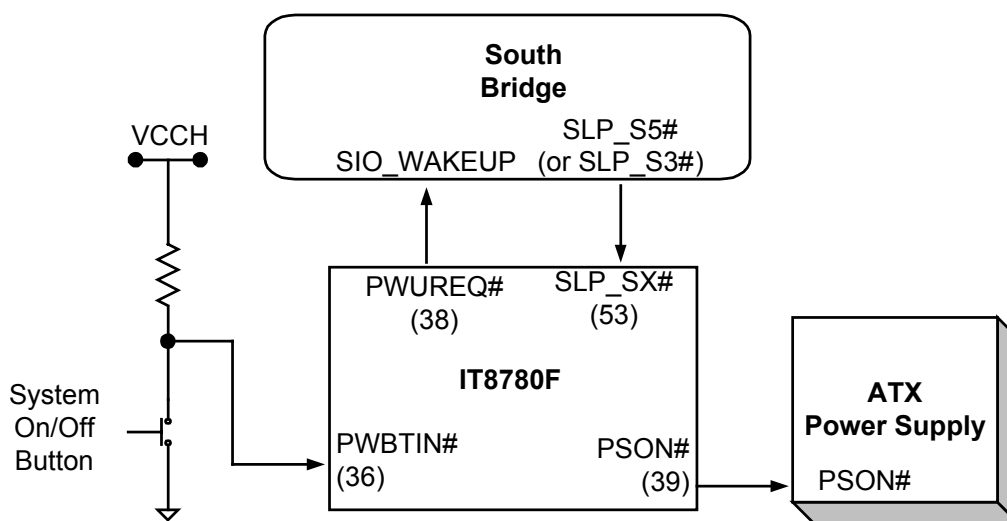 South
Bridge
SLP_S5#
SIO_WAKEUP (or SLP_S3#)
VCCH
PWUREQ#
(38)
SLP_SX#
(53)
IT8780F
System
On/Off
Button
PWBTIN#
(36)
PSON#
(39)
ATX
Power Supply
PSON#